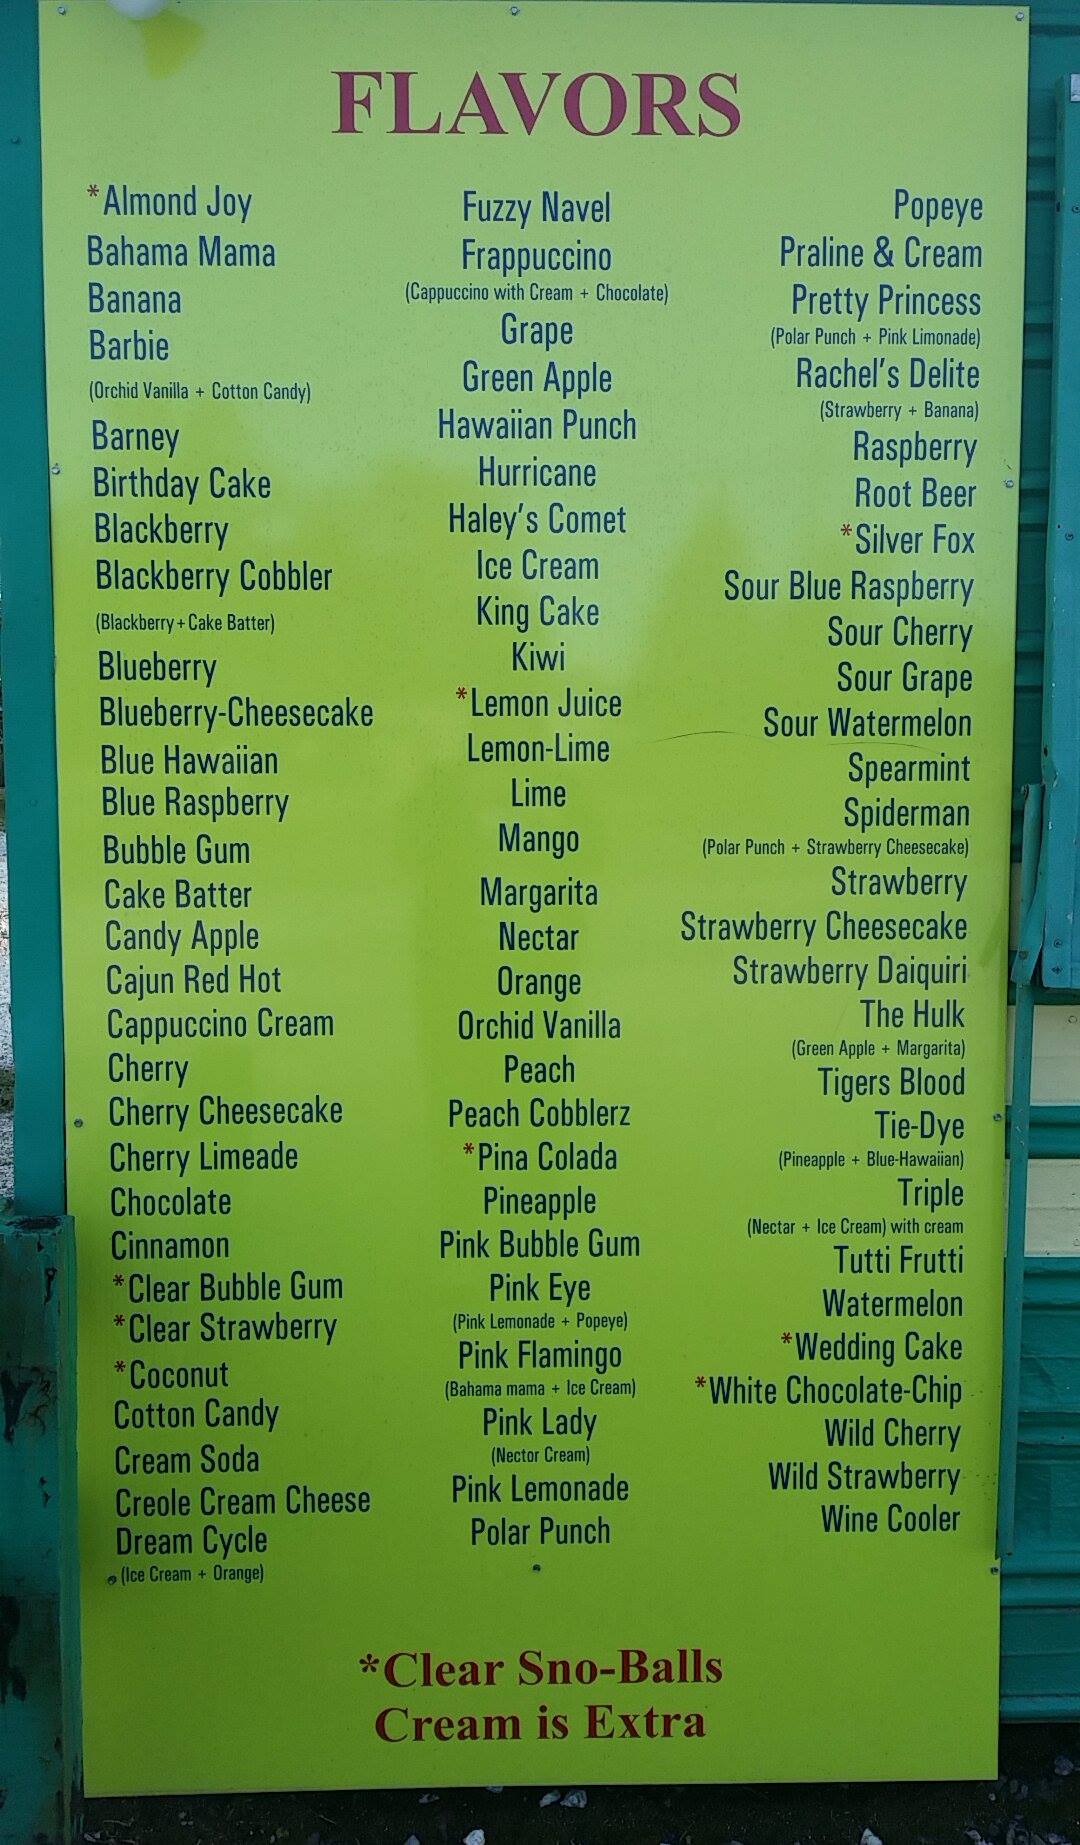 FLAVORS
*Almond Joy
Bahama Mama
Banana
Barbie
(Orchid Vanilla + Cotton Candy)
Barney
Birthday Cake
Blackberry
Blackberry Cobbler
(Blackberry + Cake Batter)
Blueberry
Blueberry-Cheesecake
Blue Hawaiian
Blue Raspberry
Bubble Gum
Cake Batter
Candy Apple
Cajun Red Hot
Cappuccino Cream
Cherry
Cherry Cheesecake
Cherry Limeade
Chocolate
Cinnamon
*Clear Bubble Gum
*Clear Strawberry
*Coconut
Cotton Candy
Cream Soda
Creole Cream Cheese
Dream Cycle
(Ice Cream + Orange)
Fuzzy Navel
Frappuccino
(Cappuccino with Cream + Chocolate)
Grape
Green Apple
Hawaiian Punch
Hurricane
Haley's Comet
Ice Cream
King Cake
Kiwi
*Lemon Juice
Lemon-Lime
Lime
Mango
Margarita
Nectar
Orange
Orchid Vanilla
Peach
Peach Cobblerz
*Pina Colada
Pineapple
Pink Bubble Gum
Pink Eye
(Pink Lemonade + Popeye)
Pink Flamingo
(Bahama mama + Ice Cream)
Pink Lady
(Nector Cream)
Pink Lemonade
Polar Punch
Popeye
Praline & Cream
Pretty Princess
(Polar Punch + Pink Limonade)
Rachel's Delite
(Strawberry + Banana)
Raspberry
Root Beer
*Silver Fox
Sour Blue Raspberry
Sour Cherry
Sour Grape
Sour Watermelon
Spearmint
Spiderman
(Polar Punch + Strawberry Cheesecake)
Strawberry
Strawberry Cheesecake
Strawberry Daiquiri
The Hulk
(Green Apple + Margarita)
Tigers Blood
Tie-Dye
(Pineapple + Blue-Hawaiian)
Triple
(Nectar + Ice Cream) with cream
Tutti Frutti
Watermelon
*Wedding Cake
*White Chocolate-Chip
Wild Cherry
Wild Strawberry
Wine Cooler
*Clear Sno-Balls
Cream is Extra